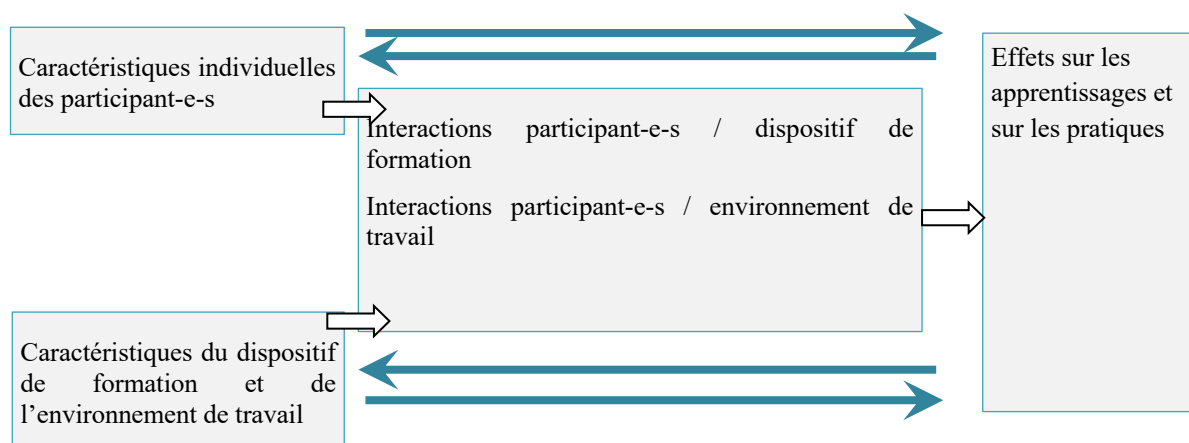 Caractéristiques individuelles
des participant-e-s
Interactions participant-e-s / dispositif de
formation
Interactions participant-e-s / environnement de
travail
Effets sur les
apprentissages et
sur les pratiques
Caractéristiques du dispositif
de formation et de
l’environnement de travail